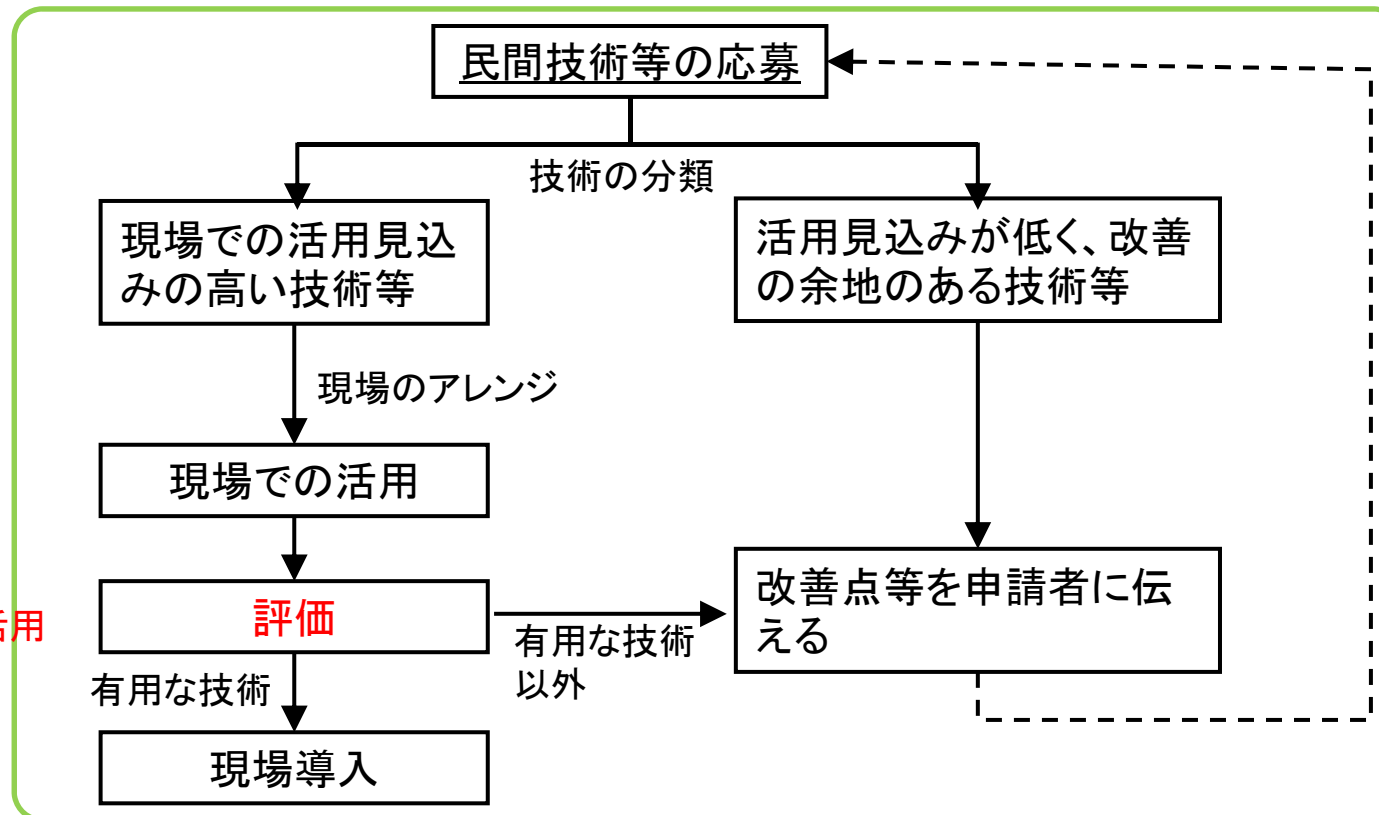 民間技術等の応募
技術の分類
現場での活用見込
みの高い技術等
活用見込みが低く、改善
の余地のある技術等
現場のアレンジ
現場での活用
評価
活用
有用な技術
以外
改善点等を申請者に伝
える
有用な技術
現場導入